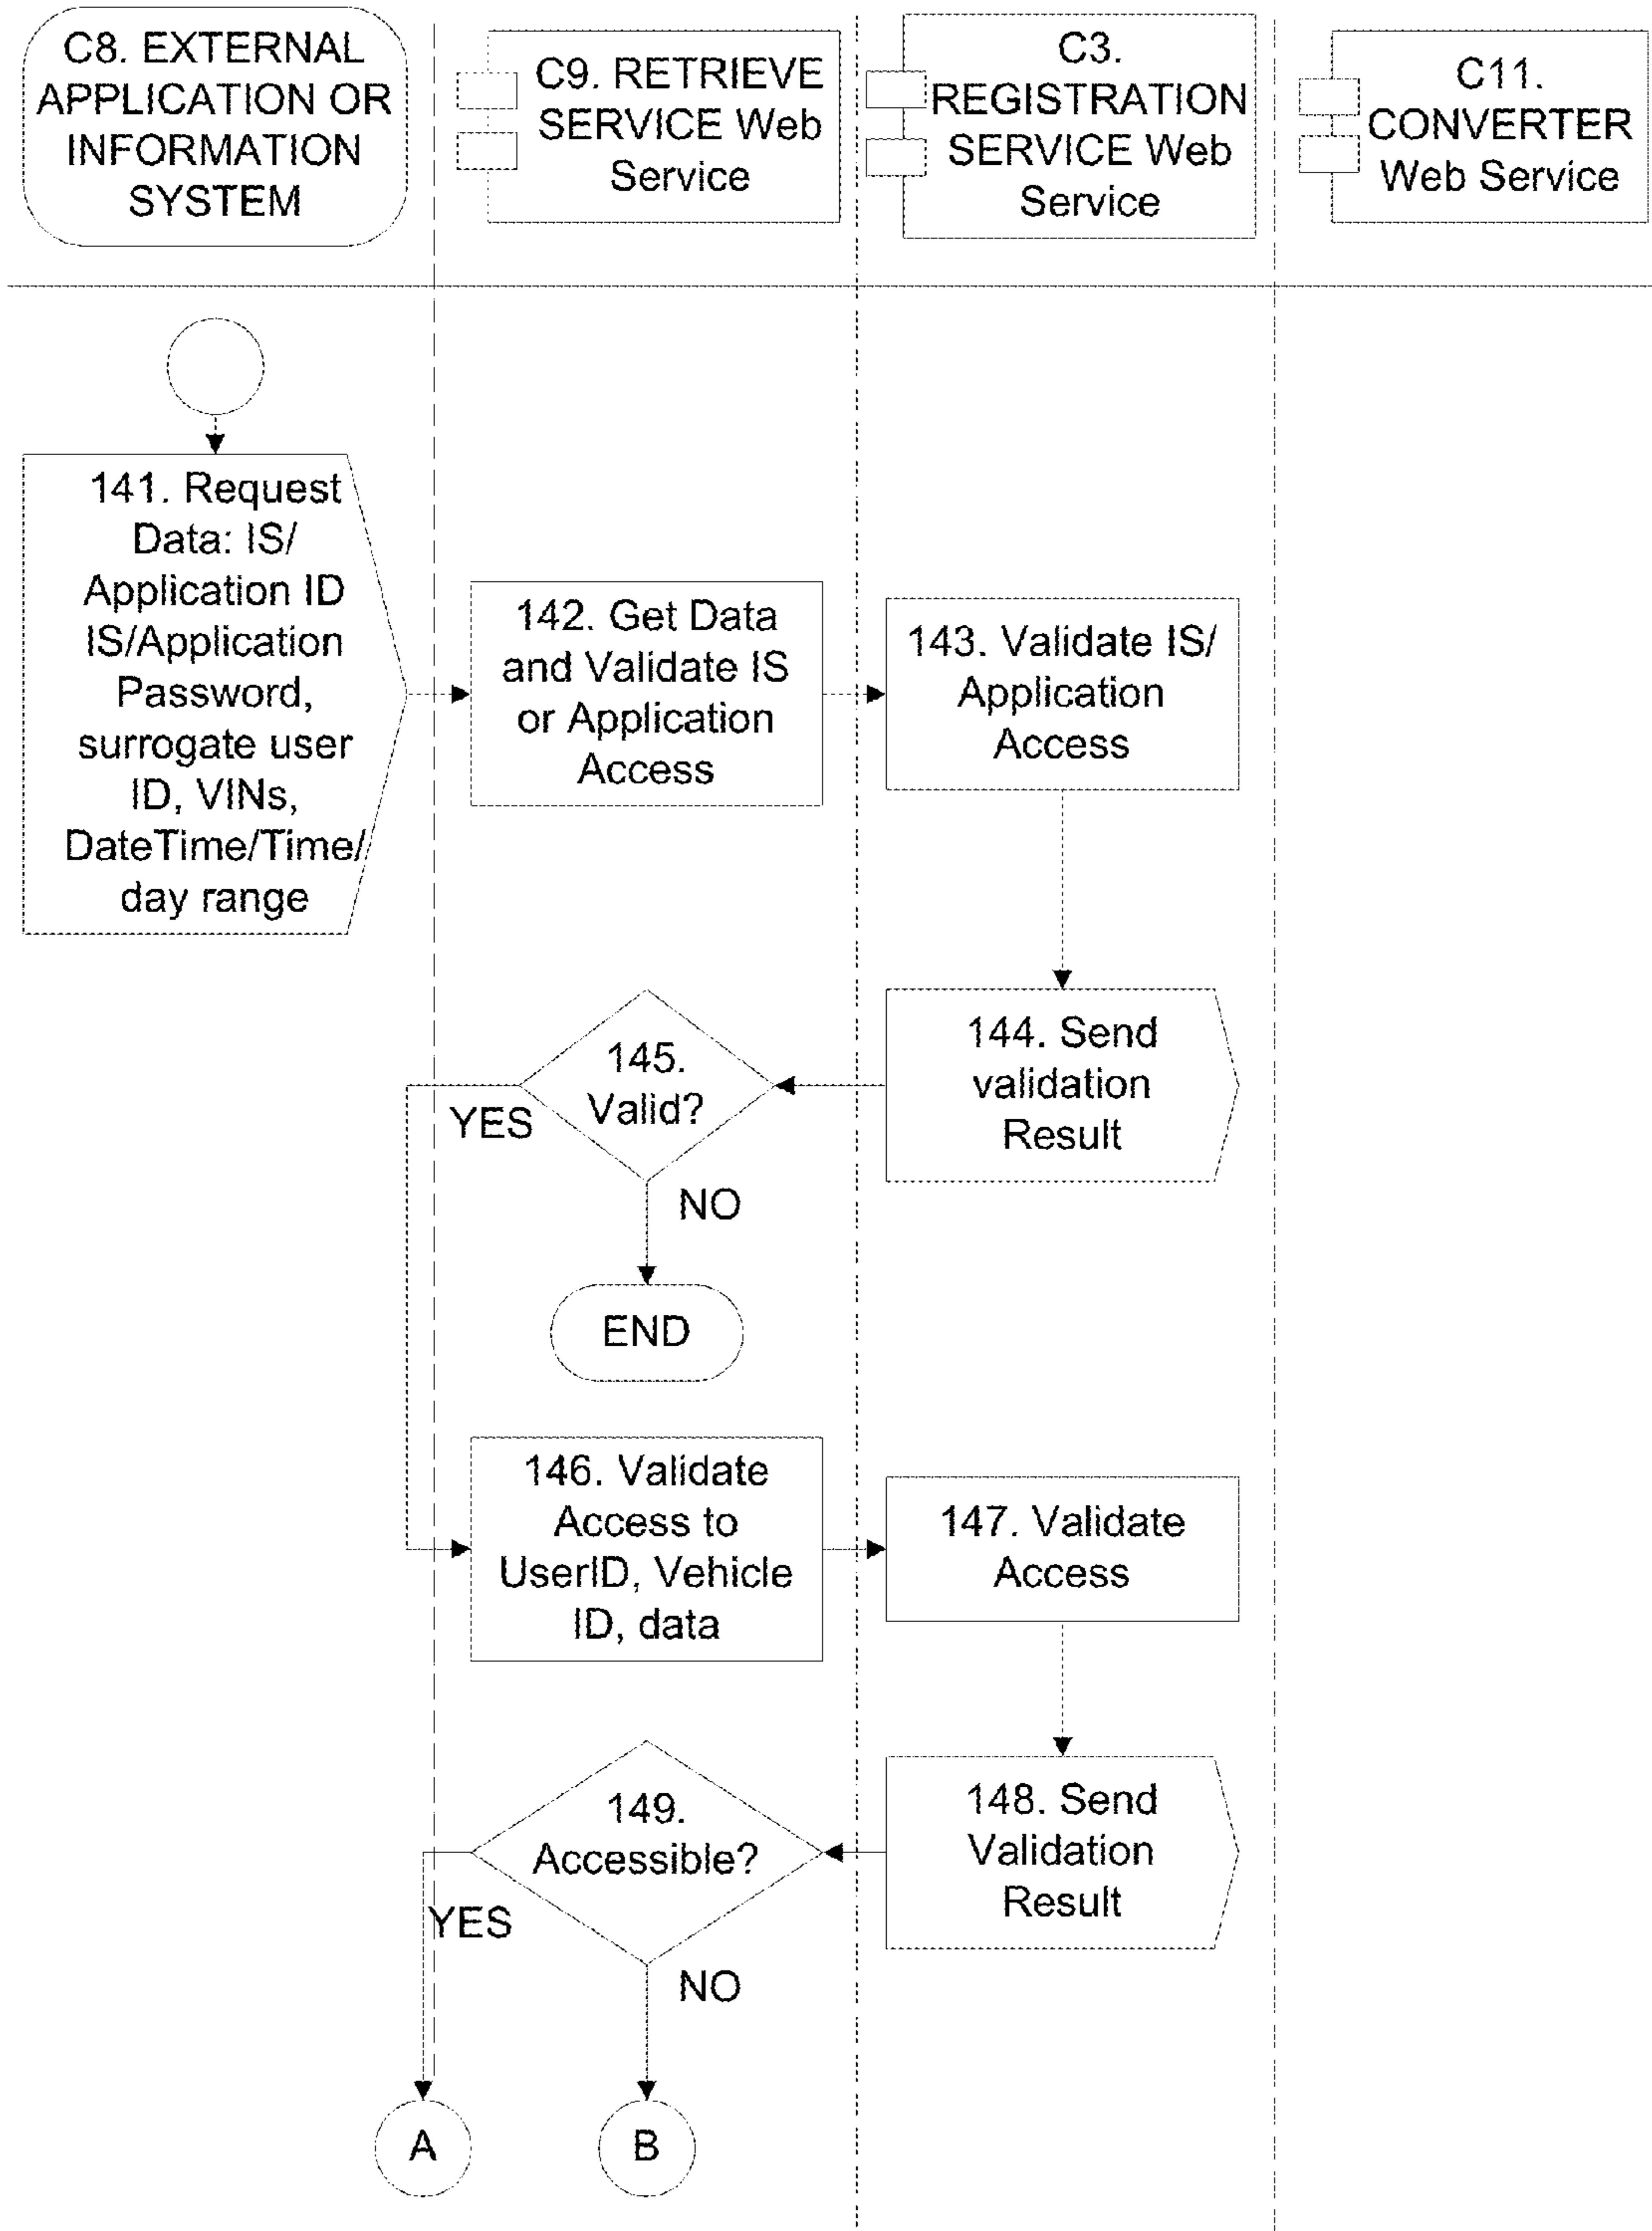 C8. EXTERNAL
APPLICATION OR
INFORMATION
SYSTEM
C9. RETRIEVE
SERVICE Web
Service
C3.
REGISTRATION
SERVICE Web
Service
C11.
CONVERTER
Web Service
141. Request
Data: IS/
Application ID
IS/Application
Password,
surrogate user
ID, VINs,
DateTime/Time/
day range
142. Get Data
and Validate IS
or Application
Access
143. Validate IS/
Application
Access
144. Send
validation
Result
145.
Valid?
YES
NO
END
146. Validate
Access to
UserID, Vehicle
ID, data
147. Validate
Access
148. Send
Validation
Result
149.
Accessible?
YES
NO
A
B